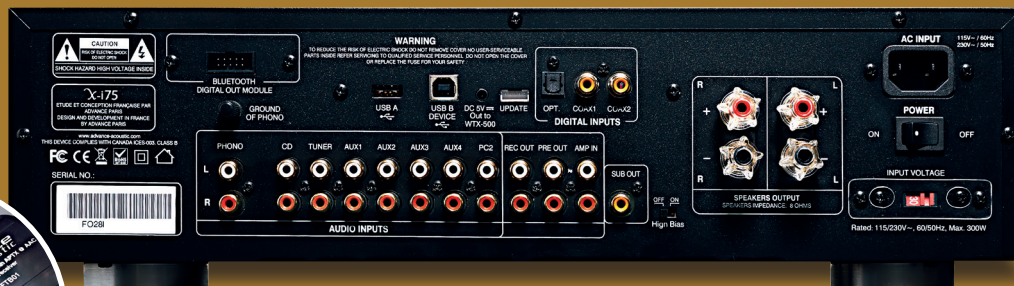 CAUTION
RISK OF ELECTRIC SHOCK
DO NOT OPEN
SHOCK HAZARD HIGH VOLTAGE INSIDE
X-i75
ETUDE ET CONCEPTION FRANÇAISE PAR
ADVANCE PARIS
DESIGN AND DEVELOPMENT IN FRANCE
BY ADVANCE PARIS
www.advance-acoustic.com
THIS DEVICE COMPLIES WITH CANADA ICES-003. CLASS B
FC CE
SERIAL NO.:
FO28I
BLUETOOTH
DIGITAL OUT MODULE
WARNING
TO REDUCE THE RISK OF ELECTRIC SHOCK DO NOT REMOVE COVER NO USER-SERVICEABLE
PARTS INSIDE REFER SERVICING TO QUALIFIED SERVICE PERSONNEL DO NOT OPEN THE COVER
OR REPLACE THE FUSE FOR YOUR SAFETY
GROUND
OF PHONO
USB A
USB B
DEVICE
DC 5V
Out to
WTX-500
UPDATE
OPT. COAX1 COAX2
DIGITAL INPUTS
PHONO CD TUNER AUX1 AUX2 AUX3 AUX4 PC2 REC OUT PRE OUT AMP IN
L
R
AUDIO INPUTS
SUB OUT
OFF ON
Hign Bias
R L
+ +
- -
R L
SPEAKERS OUTPUT
SPEAKERS IMPEDANCE: 8 OHMS
AC INPUT
115V~ / 60Hz
230V~ / 50Hz
POWER
ON OFF
INPUT VOLTAGE
Rated: 115/230V~, 60/50Hz, Max. 300W